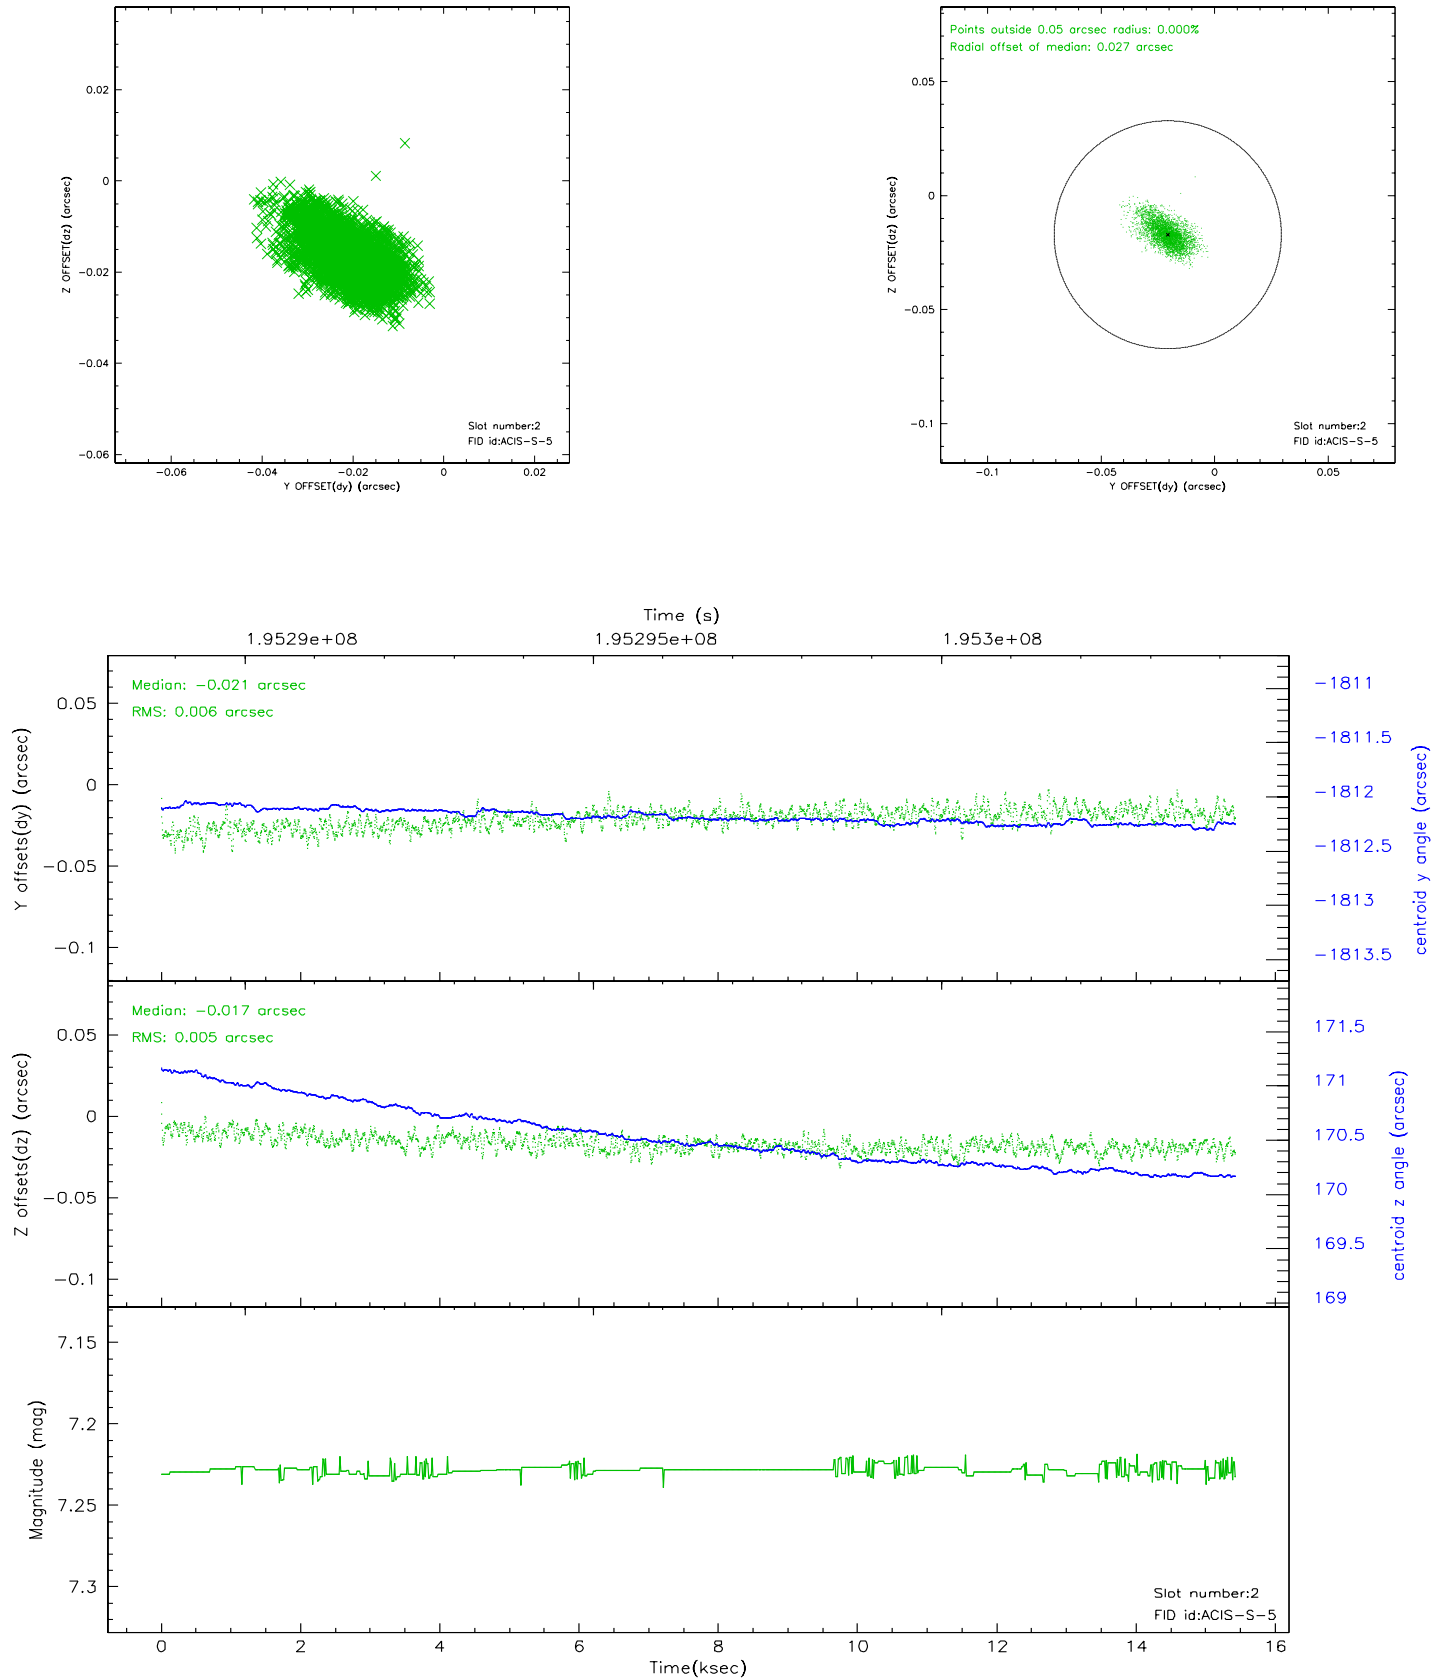 0.02
0
-0.02
-0.04
-0.06
Z OFFSET(dz) (arcsec)
Slot number:2
FID id:ACIS-S-5
-0.06
-0.04
-0.02
0
0.02
Y OFFSET(dy) (arcsec)
Points outside 0.05 arcsec radius: 0.000%
Radial offset of median: 0.027 arcsec
0.05
0
-0.05
-0.1
Z OFFSET(dz) (arcsec)
Slot number:2
FID id:ACIS-S-5
-0.1
-0.05
0
0.05
Y OFFSET(dy) (arcsec)
Time (s)
1.9529e+08
1.95295e+08
1.953e+08
Median: -0.021 arcsec
RMS: 0.006 arcsec
0.05
0
-0.05
-0.1
Y offsets(dy) (arcsec)
-1811
-1811.5
-1812
-1812.5
-1813
-1813.5
centroid y angle (arcsec)
Median: -0.017 arcsec
RMS: 0.005 arcsec
0.05
0
-0.05
-0.1
Z offsets(dz) (arcsec)
171.5
171
170.5
170
169.5
169
centroid z angle (arcsec)
7.15
7.2
7.25
7.3
Magnitude (mag)
Slot number:2
FID id:ACIS-S-5
0
2
4
6
8
10
12
14
16
Time(ksec)